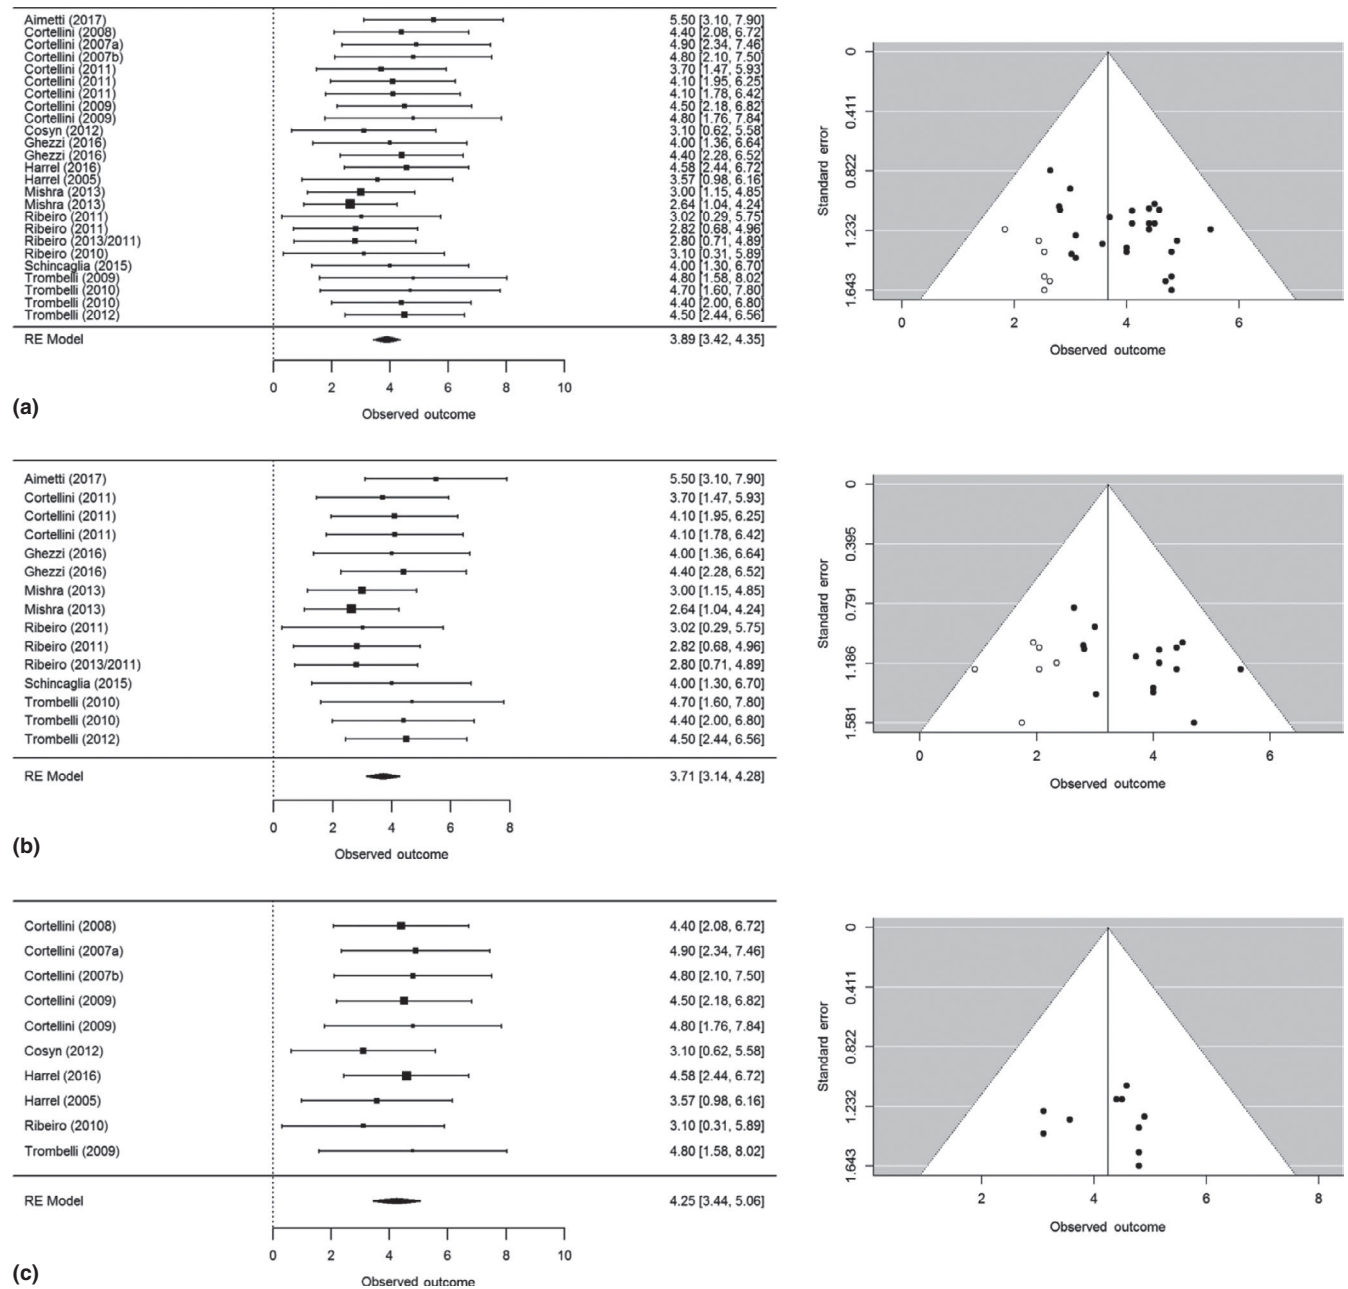 Aimetti (2017) 5.50 [3.10, 7.90]
Cortellini (2008) 4.40 [2.08, 6.72]
Cortellini (2007a) 4.90 [2.34, 7.46]
Cortellini (2007b) 4.80 [2.10, 7.50]
Cortellini (2011) 3.70 [1.47, 5.93]
Cortellini (2011) 4.10 [1.95, 6.25]
Cortellini (2011) 4.10 [1.78, 6.42]
Cortellini (2009) 4.50 [2.18, 6.82]
Cortellini (2009) 4.80 [1.76, 7.84]
Cosyn (2012) 3.10 [0.62, 5.58]
Ghezzi (2016) 4.00 [1.36, 6.64]
Ghezzi (2016) 4.40 [2.28, 6.52]
Harrel (2016) 4.58 [2.44, 6.72]
Harrel (2005) 3.57 [0.98, 6.16]
Mishra (2013) 3.00 [1.15, 4.85]
Mishra (2013) 2.64 [1.04, 4.24]
Ribeiro (2011) 3.02 [0.29, 5.75]
Ribeiro (2011) 2.82 [0.68, 4.96]
Ribeiro (2013/2011) 2.80 [0.71, 4.89]
Ribeiro (2010) 3.10 [0.31, 5.89]
Schincaglia (2015) 4.00 [1.30, 6.70]
Trombelli (2009) 4.80 [1.58, 8.02]
Trombelli (2010) 4.70 [1.60, 7.80]
Trombelli (2010) 4.40 [2.00, 6.80]
Trombelli (2012) 4.50 [2.44, 6.56]
RE Model 3.89 [3.42, 4.35]
0 2 4 6 8 10
Observed outcome
(a)
Standard error
0
0.411
0.822
1.232
1.643
0 2 4 6
Observed outcome
Aimetti (2017) 5.50 [3.10, 7.90]
Cortellini (2011) 3.70 [1.47, 5.93]
Cortellini (2011) 4.10 [1.95, 6.25]
Cortellini (2011) 4.10 [1.78, 6.42]
Ghezzi (2016) 4.00 [1.36, 6.64]
Ghezzi (2016) 4.40 [2.28, 6.52]
Mishra (2013) 3.00 [1.15, 4.85]
Mishra (2013) 2.64 [1.04, 4.24]
Ribeiro (2011) 3.02 [0.29, 5.75]
Ribeiro (2011) 2.82 [0.68, 4.96]
Ribeiro (2013/2011) 2.80 [0.71, 4.89]
Schincaglia (2015) 4.00 [1.30, 6.70]
Trombelli (2010) 4.70 [1.60, 7.80]
Trombelli (2010) 4.40 [2.00, 6.80]
Trombelli (2012) 4.50 [2.44, 6.56]
RE Model 3.71 [3.14, 4.28]
0 2 4 6 8
Observed outcome
(b)
Standard error
0
0.395
0.791
1.186
1.581
0 2 4 6
Observed outcome
Cortellini (2008) 4.40 [2.08, 6.72]
Cortellini (2007a) 4.90 [2.34, 7.46]
Cortellini (2007b) 4.80 [2.10, 7.50]
Cortellini (2009) 4.50 [2.18, 6.82]
Cortellini (2009) 4.80 [1.76, 7.84]
Cosyn (2012) 3.10 [0.62, 5.58]
Harrel (2016) 4.58 [2.44, 6.72]
Harrel (2005) 3.57 [0.98, 6.16]
Ribeiro (2010) 3.10 [0.31, 5.89]
Trombelli (2009) 4.80 [1.58, 8.02]
RE Model 4.25 [3.44, 5.06]
0 2 4 6 8 10
Observed outcome
(c)
Standard error
0
0.411
0.822
1.232
1.643
2 4 6 8
Observed outcome